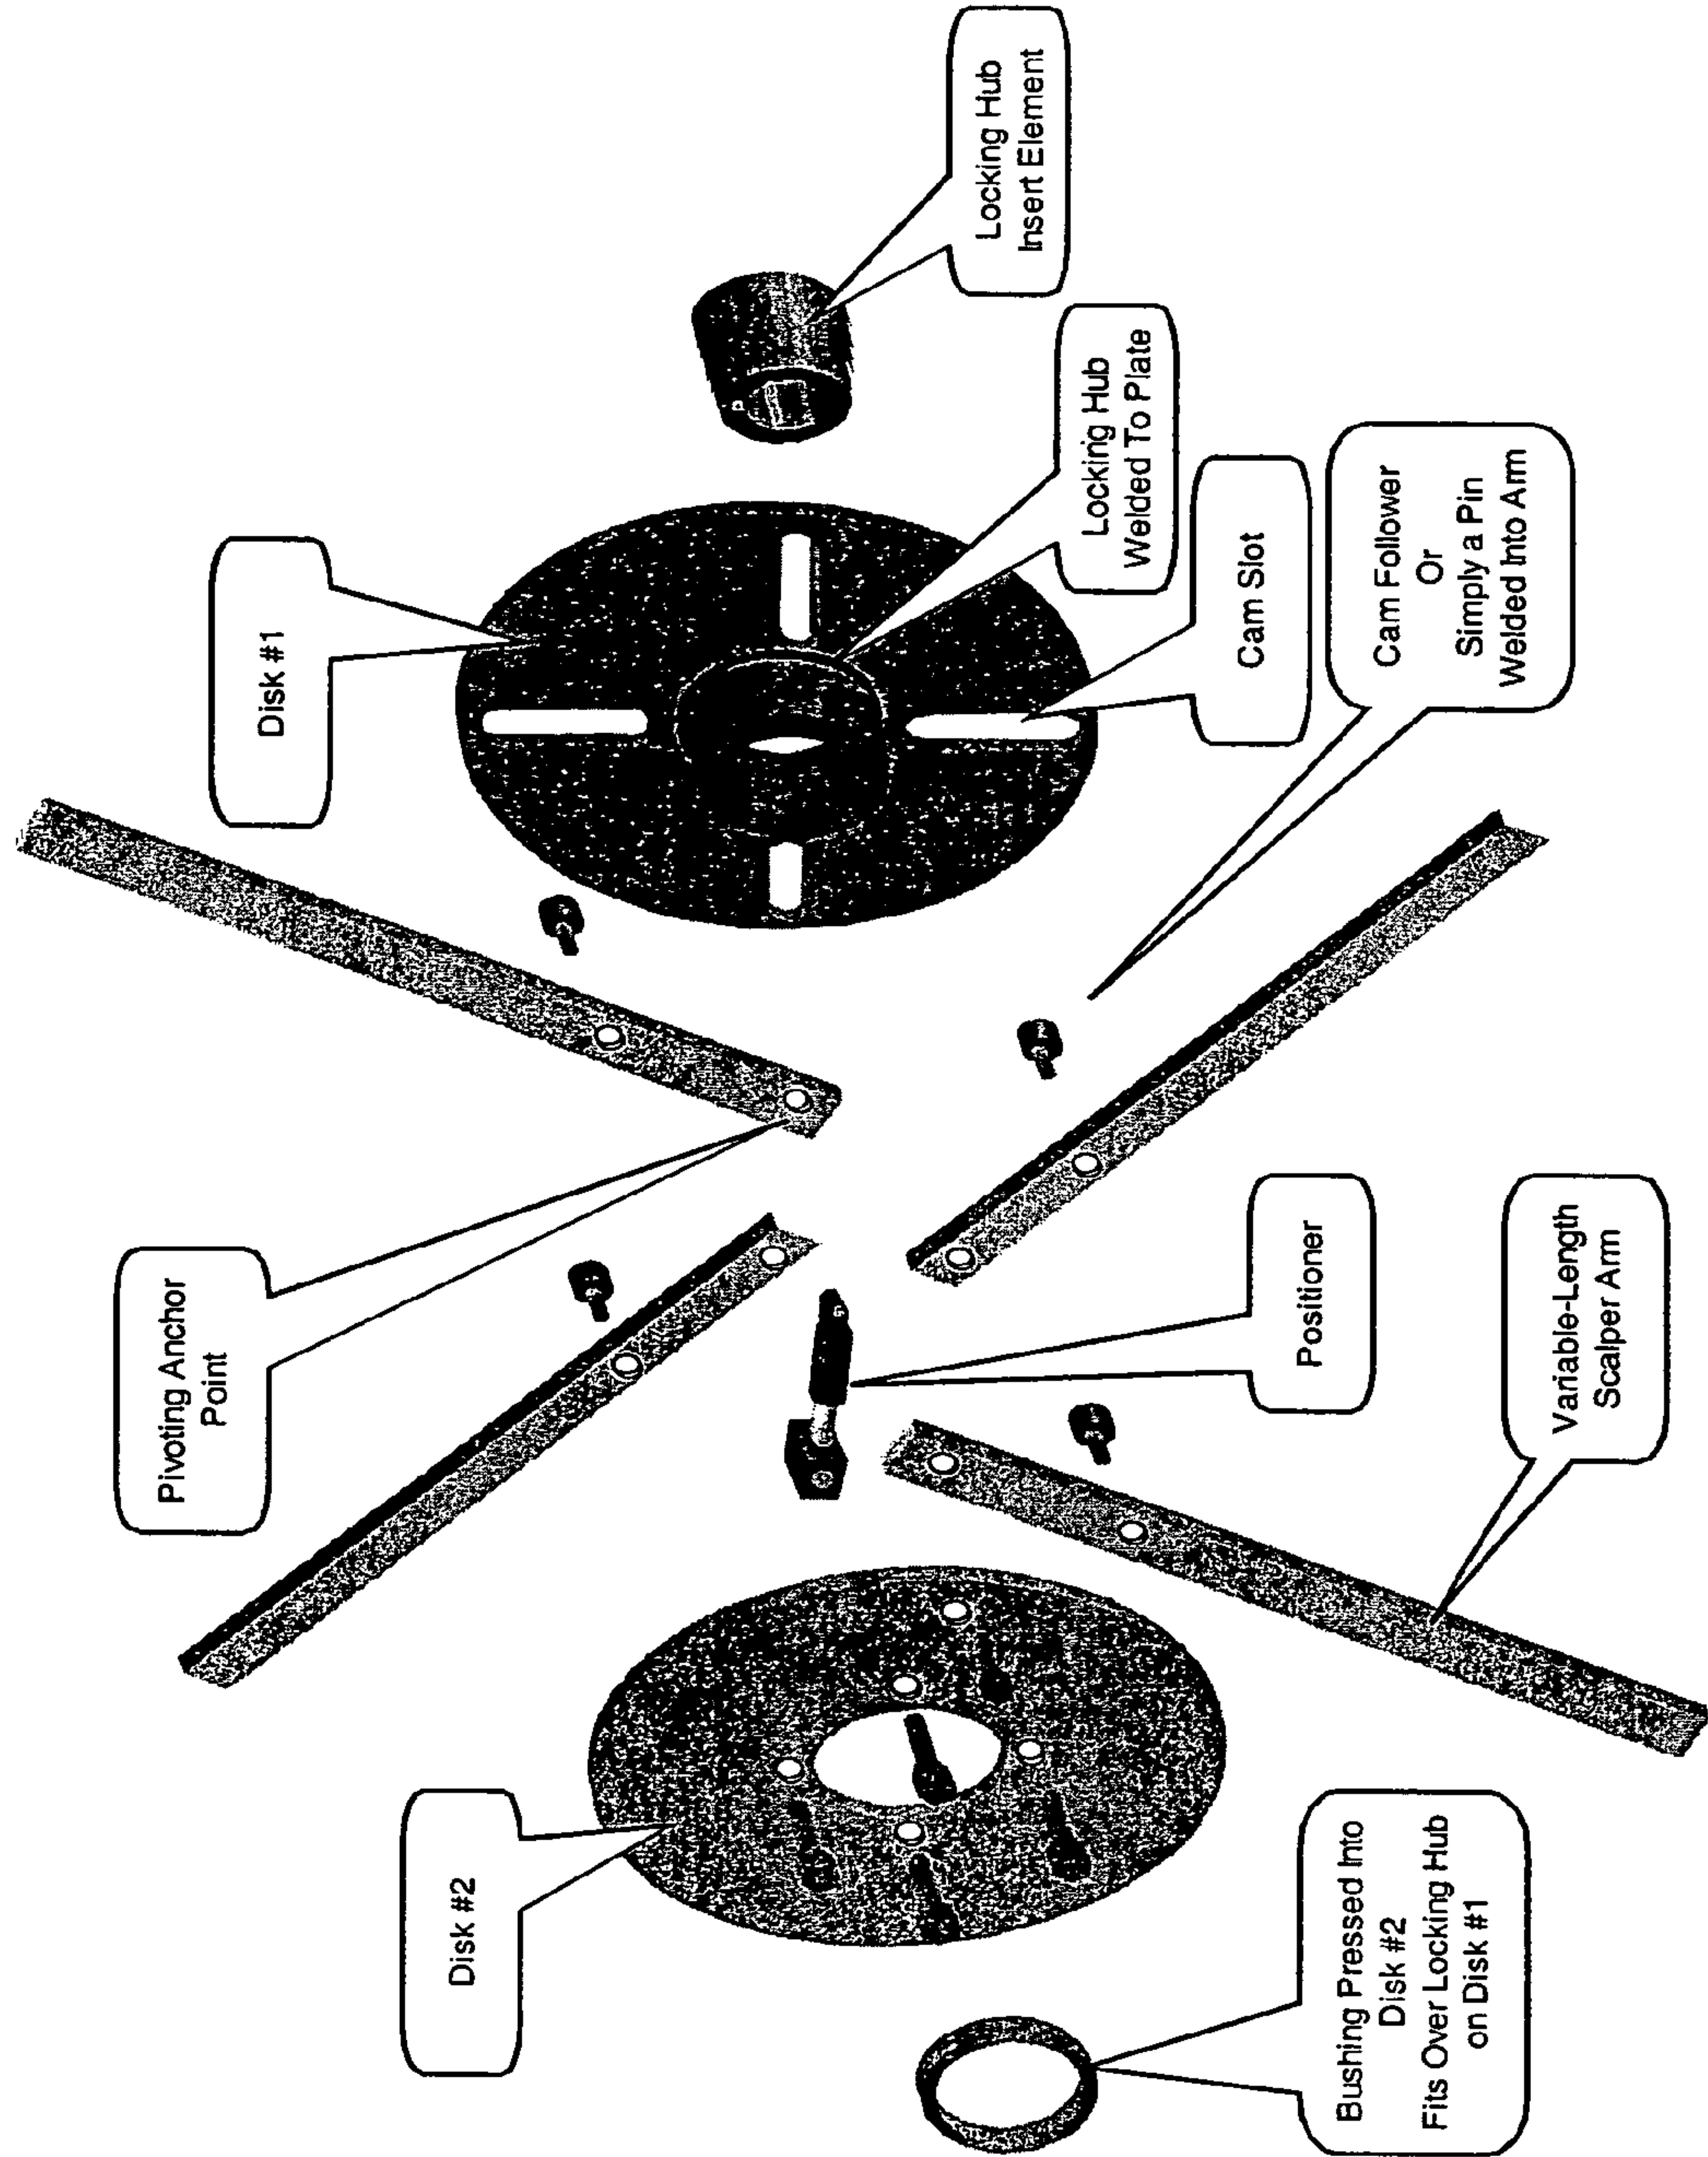 Disk #1
Locking Hub
Insert Element
Locking Hub
Welded To Plate
Cam Slot
Cam Follower
Or
Simply a Pin
Welded Into Arm
Pivoting Anchor
Point
Positioner
Variable-Length
Scalper Arm
Disk #2
Bushing Pressed Into
Disk #2
Fits Over Locking Hub
on Disk #1